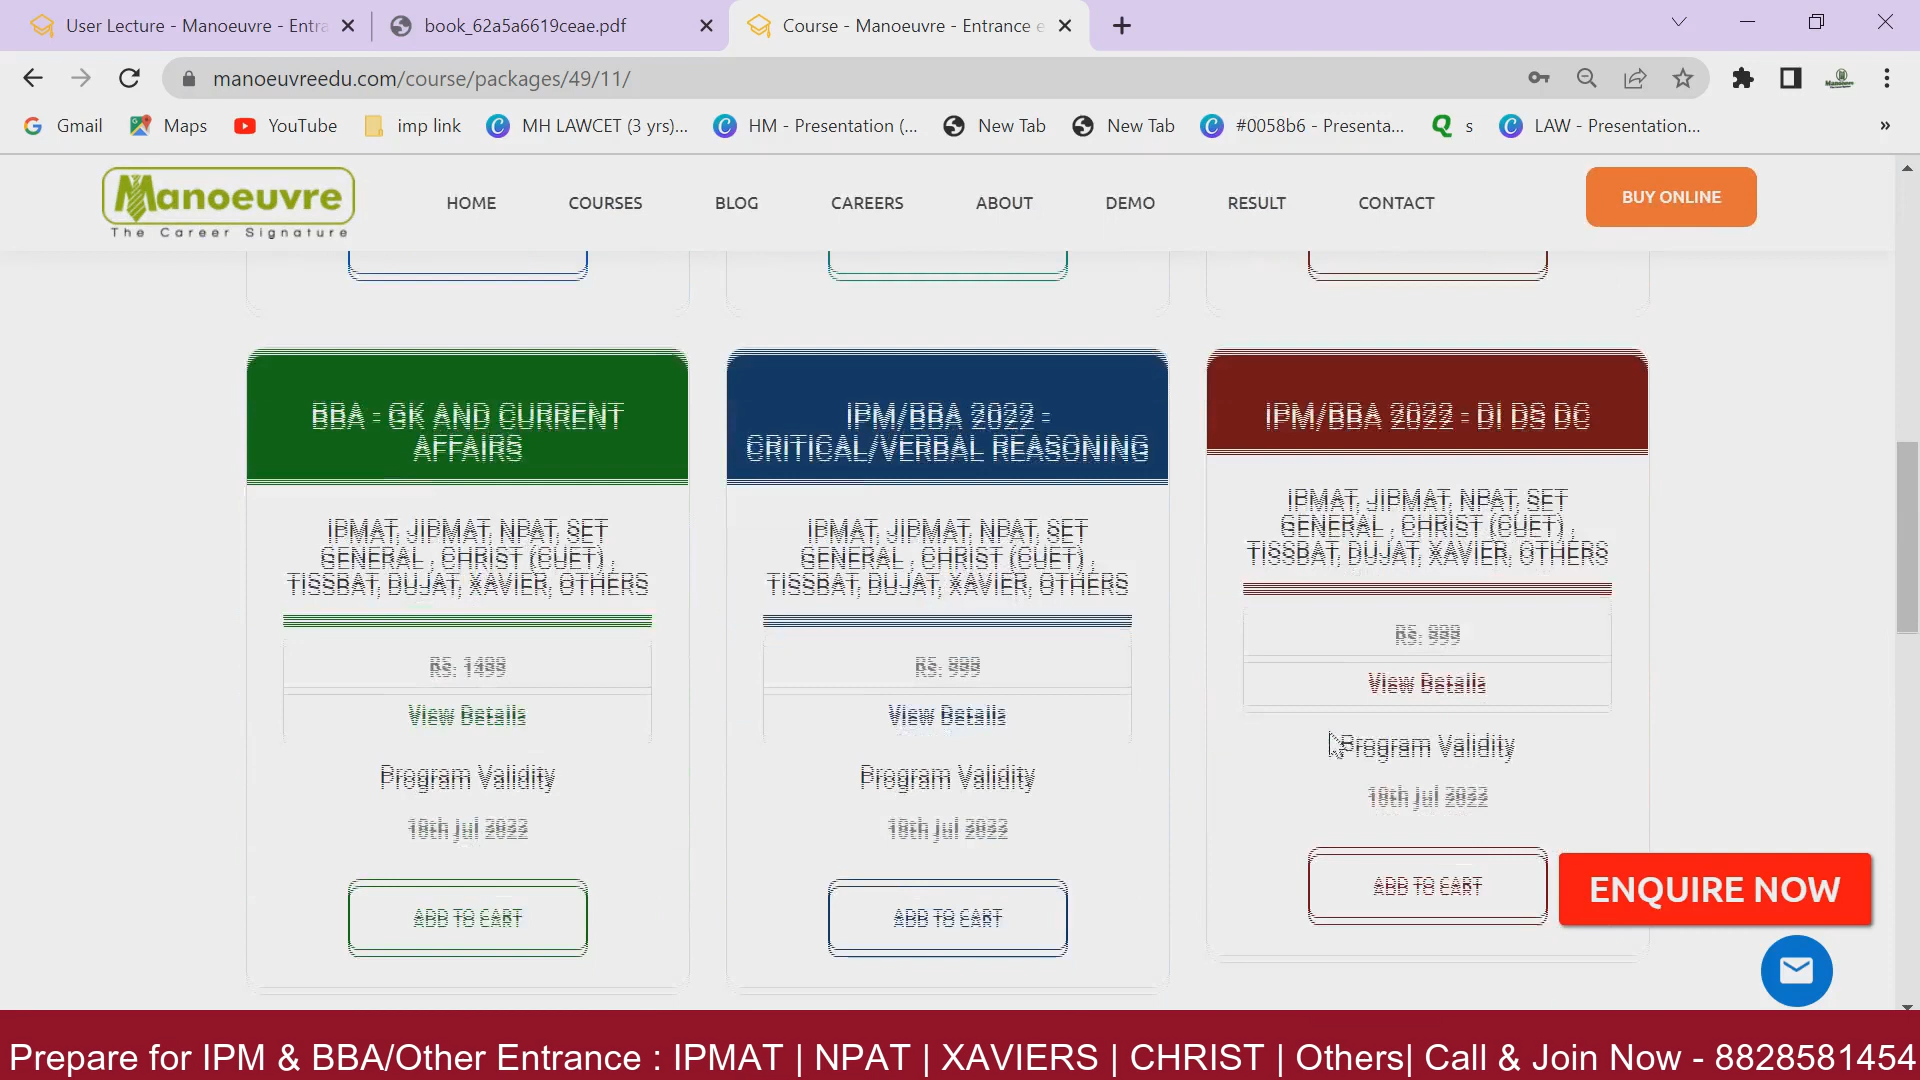 User Lecture - Manoeuvre - Entra
book_62a5a6619ceae.pdf
Course - Manoeuvre - Entrance e
manoeuvreedu.com/course/packages/49/11/
Gmail
Maps
YouTube
imp link
MH LAWCET (3 yrs)...
HM - Presentation (...
New Tab
New Tab
#0058b6 - Presenta...
s
LAW - Presentation...
»
Manoeuvre
The Career Signature
HOME
COURSES
BLOG
CAREERS
ABOUT
DEMO
RESULT
CONTACT
BUY ONLINE
BBA - GK AND CURRENT
AFFAIRS
IPMAT, JIPMAT, NPAT, SET
GENERAL , CHRIST (CUET) ,
TISSBAT, DUJAT, XAVIER, OTHERS
RS. 1499
View Details
Program Validity
10th Jul 2022
ADD TO CART
IPM/BBA 2022 -
CRITICAL/VERBAL REASONING
IPMAT, JIPMAT, NPAT, SET
GENERAL , CHRIST (CUET) ,
TISSBAT, DUJAT, XAVIER, OTHERS
RS. 999
View Details
Program Validity
10th Jul 2022
ADD TO CART
IPM/BBA 2022 - DI DS DC
IPMAT, JIPMAT, NPAT, SET
GENERAL , CHRIST (CUET) ,
TISSBAT, DUJAT, XAVIER, OTHERS
RS. 999
View Details
Program Validity
10th Jul 2022
ADD TO CART
ENQUIRE NOW
Prepare for IPM & BBA/Other Entrance : IPMAT | NPAT | XAVIERS | CHRIST | Others| Call & Join Now - 8828581454